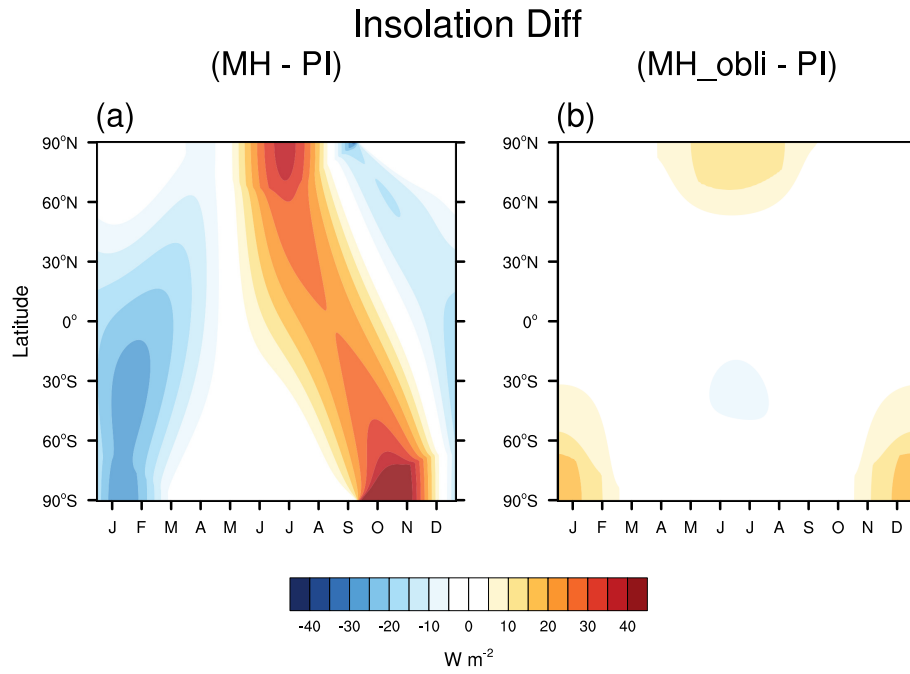 Insolation Diff
(MH - PI)
(MH_obli - PI)
(a)
(b)
90°N
60°N
30°N
0°
30°S
60°S
90°S
Latitude
J F M A M J J A S O N D
90°N
60°N
30°N
0°
30°S
60°S
90°S
J F M A M J J A S O N D
-40 -30 -20 -10 0 10 20 30 40
W m⁻²